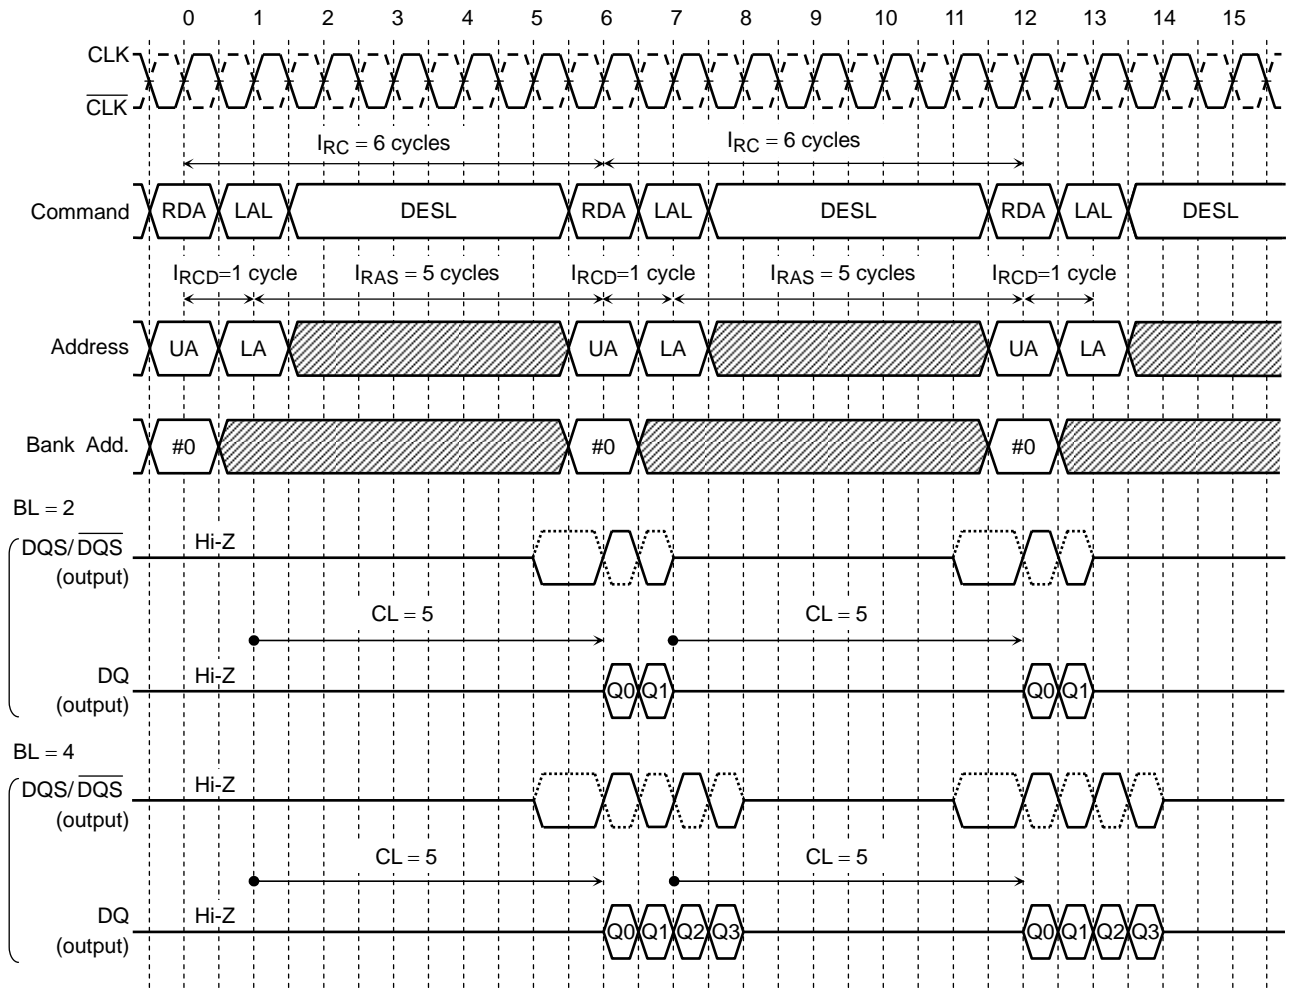 0 1 2 3 4 5 6 7 8 9 10 11 12 13 14 15
CLK
CLK
IRC = 6 cycles IRC = 6 cycles
Command RDA LAL DESL RDA LAL DESL RDA LAL DESL
IRCD=1 cycle IRAS = 5 cycles IRCD=1 cycle IRAS = 5 cycles IRCD=1 cycle
Address UA LA UA LA UA LA
Bank Add. #0 #0 #0
BL = 2
DQS/DQS Hi-Z
(output)
CL = 5 CL = 5
DQ Hi-Z Q0 Q1 Q0 Q1
(output)
BL = 4
DQS/DQS Hi-Z
(output)
CL = 5 CL = 5
DQ Hi-Z Q0 Q1 Q2 Q3 Q0 Q1 Q2 Q3
(output)